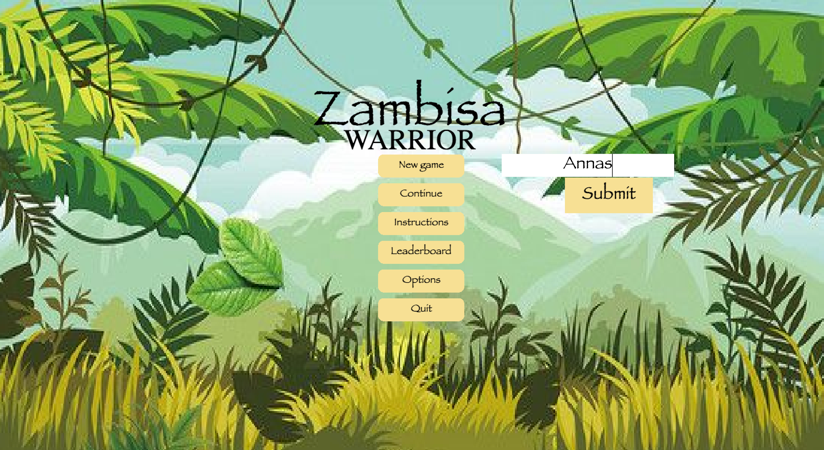 Zambisa
WARRIOR
New game
Annas
Continue
Submit
Instructions
Leaderboard
Options
Quit